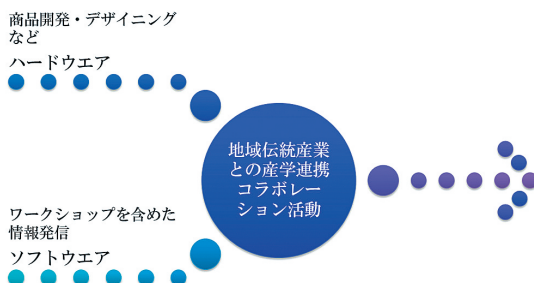 商品開発・デザイニング
など
ハードウエア
地域伝統産業
との産学連携
コラボレー
ション活動
ワークショップを含めた
情報発信
ソフトウエア